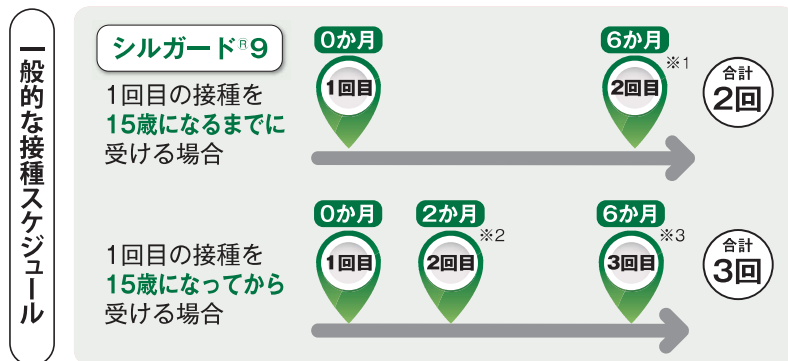 一般的な接種スケジュール
シルガード®9
1回目の接種を
15歳になるまでに
受ける場合
0か月
1回目
6か月
2回目
※1
合計
2回
1回目の接種を
15歳になってから
受ける場合
0か月
1回目
2か月
2回目
※2
6か月
3回目
※3
合計
3回